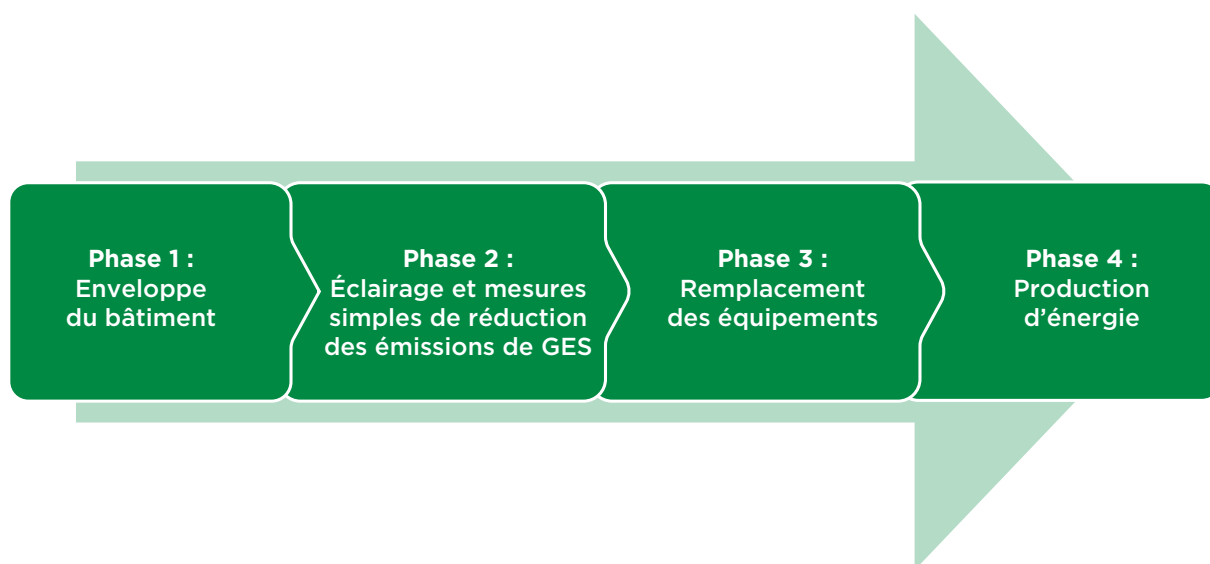 Phase 1 :
Enveloppe
du bâtiment
Phase 2 :
Éclairage et mesures
simples de réduction
des émissions de GES
Phase 3 :
Remplacement
des équipements
Phase 4 :
Production
d’énergie